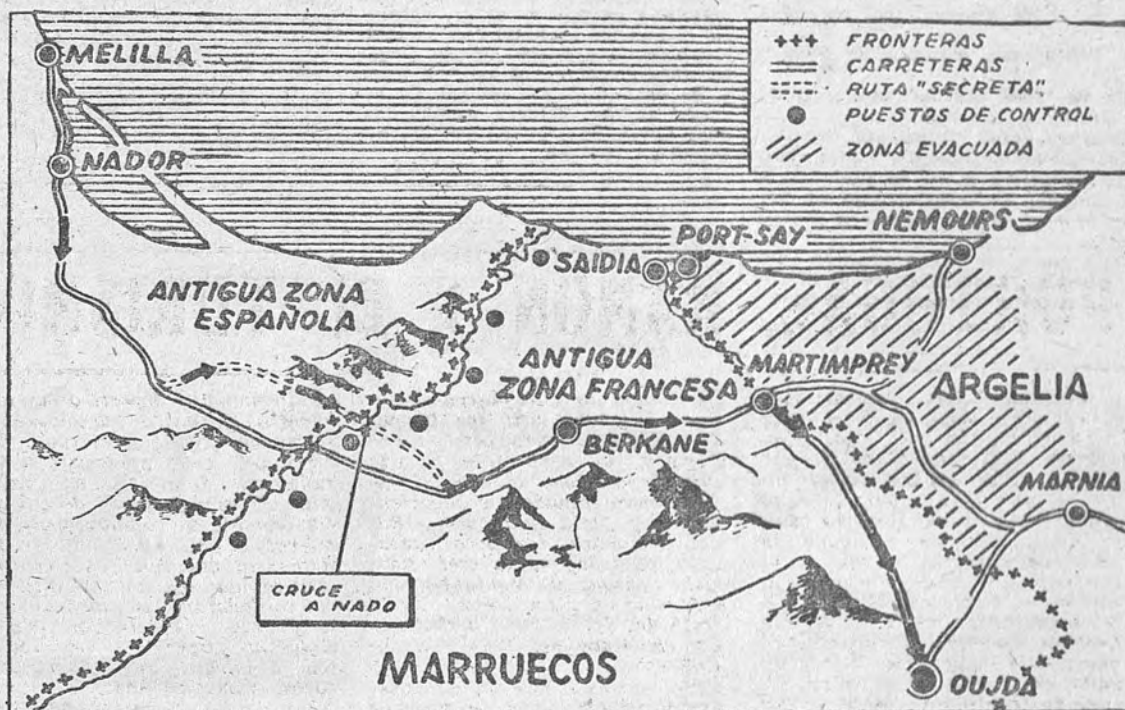 MELILLA
NADOR
+++ FRONTERAS
CARRETERAS
RUTA "SECRETA",
PUESTOS DE CONTROL
ZONA EVACUADA
NEMOURS
PORT-SAY
SAIDIA
ANTIGUA ZONA
ESPAÑOLA
ANTIGUA
ZONA FRANCESA
MARTIMPREY
ARGELIA
BERKANE
MARNIA
CRUCE
A NADO
MARRUECOS
OUJDA